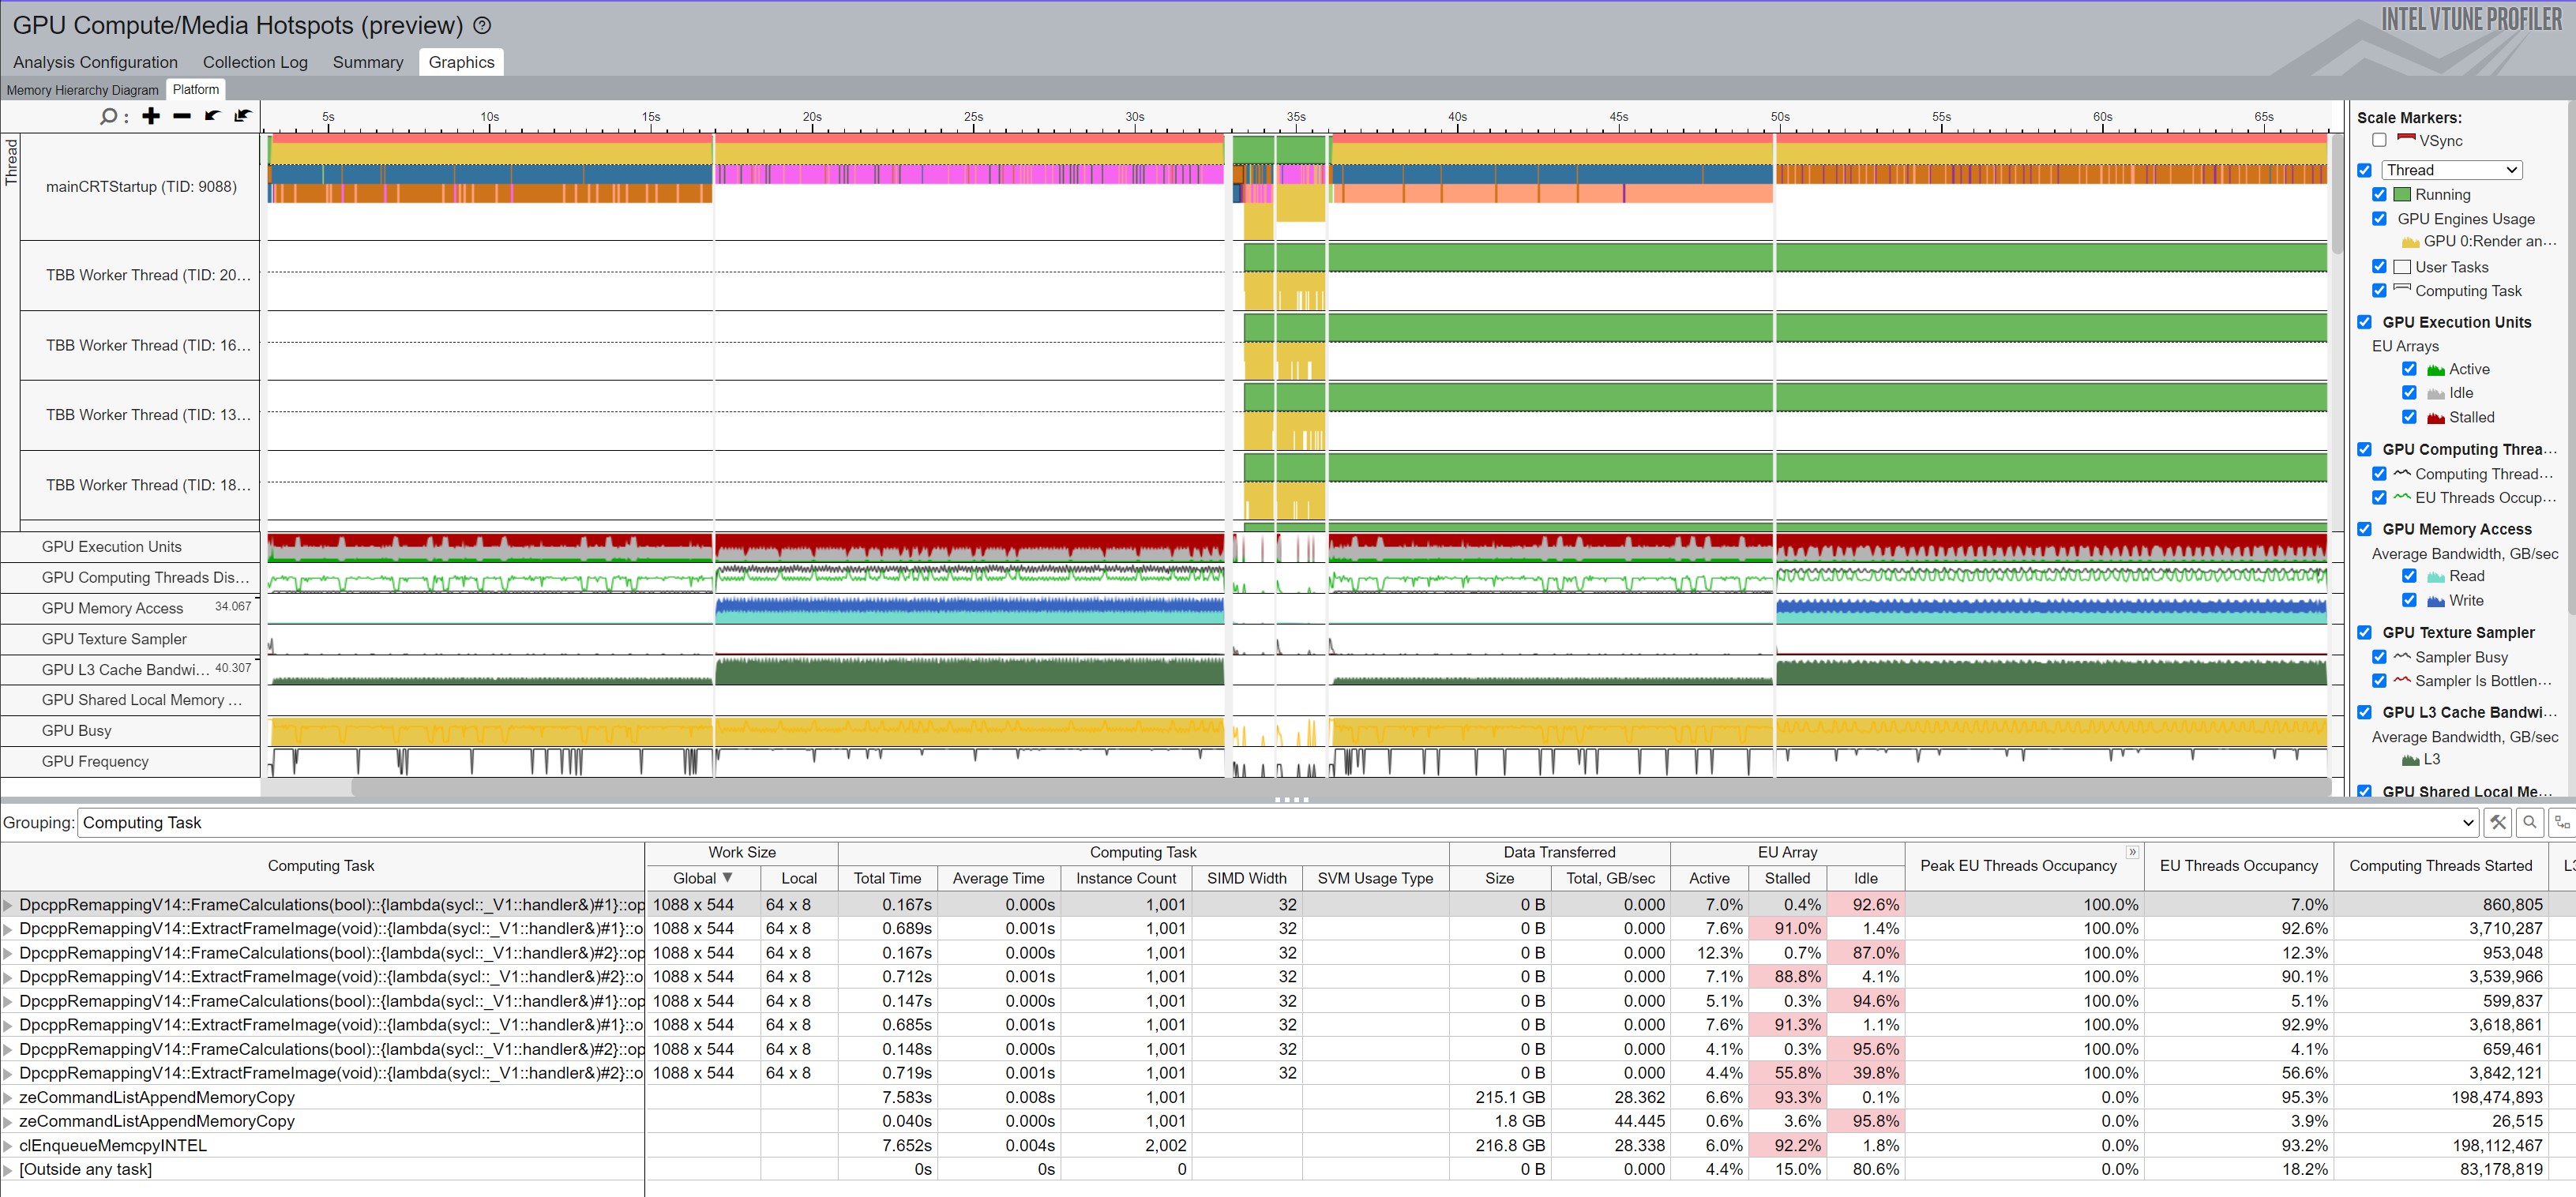 GPU Compute/Media Hotspots (preview) ?
INTEL VTUNE PROFILER
Analysis Configuration Collection Log Summary Graphics
Memory Hierarchy Diagram Platform
5s 10s 15s 20s 25s 30s 35s 40s 45s 50s 55s 60s 65s
Thread
mainCRTStartup (TID: 9088)
TBB Worker Thread (TID: 20...
TBB Worker Thread (TID: 16...
TBB Worker Thread (TID: 13...
TBB Worker Thread (TID: 18...
GPU Execution Units
GPU Computing Threads Dis...
GPU Memory Access 34.067
GPU Texture Sampler
GPU L3 Cache Bandwi... 40.307
GPU Shared Local Memory ...
GPU Busy
GPU Frequency
Scale Markers:
VSync
Thread
Running
GPU Engines Usage
GPU 0:Render an...
User Tasks
Computing Task
GPU Execution Units
EU Arrays
Active
Idle
Stalled
GPU Computing Threa...
Computing Thread...
EU Threads Occup...
GPU Memory Access
Average Bandwidth, GB/sec
Read
Write
GPU Texture Sampler
Sampler Busy
Sampler Is Bottlen...
GPU L3 Cache Bandwi...
Average Bandwidth, GB/sec
L3
GPU Shared Local Me...
Grouping: Computing Task
Computing Task Work Size Computing Task Data Transferred EU Array Peak EU Threads Occupancy EU Threads Occupancy Computing Threads Started L3
Global Local Total Time Average Time Instance Count SIMD Width SVM Usage Type Size Total, GB/sec Active Stalled Idle
DpcppRemappingV14::FrameCalculations(bool)::{lambda(sycl::_V1::handler&)#1}::op 1088 x 544 64 x 8 0.167s 0.000s 1,001 32 0 B 0.000 7.0% 0.4% 92.6% 100.0% 7.0% 860,805
DpcppRemappingV14::ExtractFrameImage(void)::{lambda(sycl::_V1::handler&)#1}::o 1088 x 544 64 x 8 0.689s 0.001s 1,001 32 0 B 0.000 7.6% 91.0% 1.4% 100.0% 92.6% 3,710,287
DpcppRemappingV14::FrameCalculations(bool)::{lambda(sycl::_V1::handler&)#2}::op 1088 x 544 64 x 8 0.167s 0.000s 1,001 32 0 B 0.000 12.3% 0.7% 87.0% 100.0% 12.3% 953,048
DpcppRemappingV14::ExtractFrameImage(void)::{lambda(sycl::_V1::handler&)#2}::o 1088 x 544 64 x 8 0.712s 0.001s 1,001 32 0 B 0.000 7.1% 88.8% 4.1% 100.0% 90.1% 3,539,966
DpcppRemappingV14::FrameCalculations(bool)::{lambda(sycl::_V1::handler&)#1}::op 1088 x 544 64 x 8 0.147s 0.000s 1,001 32 0 B 0.000 5.1% 0.3% 94.6% 100.0% 5.1% 599,837
DpcppRemappingV14::ExtractFrameImage(void)::{lambda(sycl::_V1::handler&)#1}::o 1088 x 544 64 x 8 0.685s 0.001s 1,001 32 0 B 0.000 7.6% 91.3% 1.1% 100.0% 92.9% 3,618,861
DpcppRemappingV14::FrameCalculations(bool)::{lambda(sycl::_V1::handler&)#2}::op 1088 x 544 64 x 8 0.148s 0.000s 1,001 32 0 B 0.000 4.1% 0.3% 95.6% 100.0% 4.1% 659,461
DpcppRemappingV14::ExtractFrameImage(void)::{lambda(sycl::_V1::handler&)#2}::o 1088 x 544 64 x 8 0.719s 0.001s 1,001 32 0 B 0.000 4.4% 55.8% 39.8% 100.0% 56.6% 3,842,121
zeCommandListAppendMemoryCopy 7.583s 0.008s 1,001 215.1 GB 28.362 6.6% 93.3% 0.1% 0.0% 95.3% 198,474,893
zeCommandListAppendMemoryCopy 0.040s 0.000s 1,001 1.8 GB 44.445 0.6% 3.6% 95.8% 0.0% 3.9% 26,515
clEnqueueMemcpyINTEL 7.652s 0.004s 2,002 216.8 GB 28.338 6.0% 92.2% 1.8% 0.0% 93.2% 198,112,467
[Outside any task] 0s 0s 0 0 B 0.000 4.4% 15.0% 80.6% 0.0% 18.2% 83,178,819